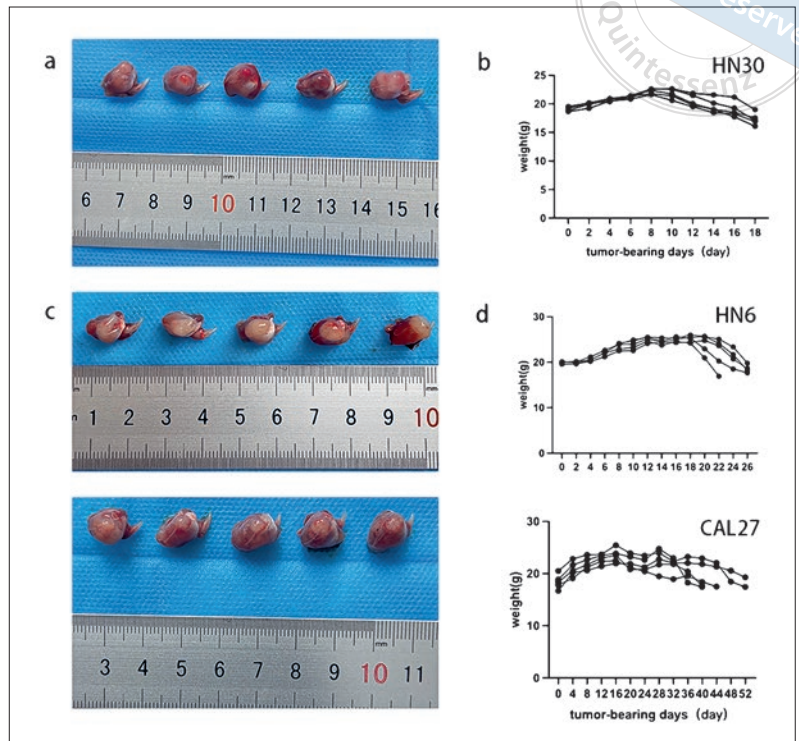 a
6 7 8 9 10 11 12 13 14 15 16
mm
b
HN30
weight(g)
25
20
15
10
5
0
0 2 4 6 8 10 12 14 16 18
tumor-bearing days (day)
c
1 2 3 4 5 6 7 8 9 10
mm
d
HN6
weight(g)
30
20
10
0
0 2 4 6 8 10 12 14 16 18 20 22 24 26
3 4 5 6 7 8 9 10 11
mm
CAL27
weight(g)
30
20
10
0
0 4 8 12 16 20 24 28 32 36 40 44 48 52
tumor-bearing days (day)
Quintessenz